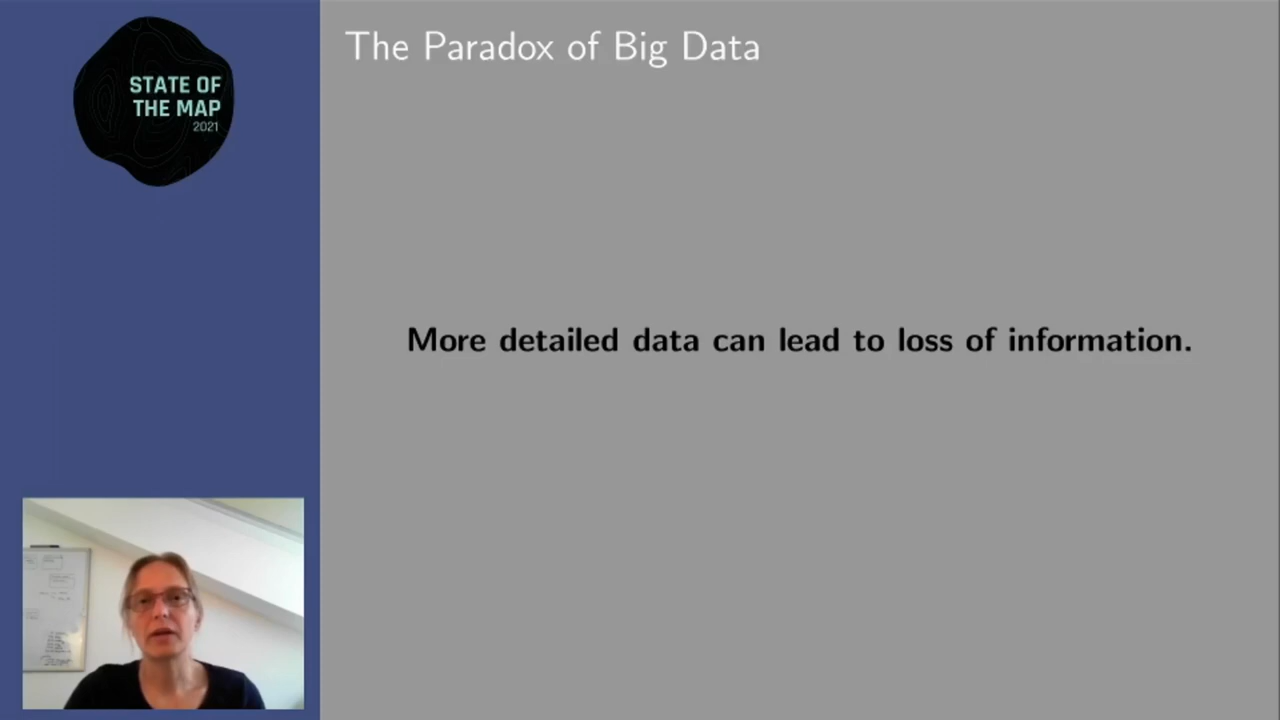 STATE OF
THE MAP
2021
The Paradox of Big Data
More detailed data can lead to loss of information.